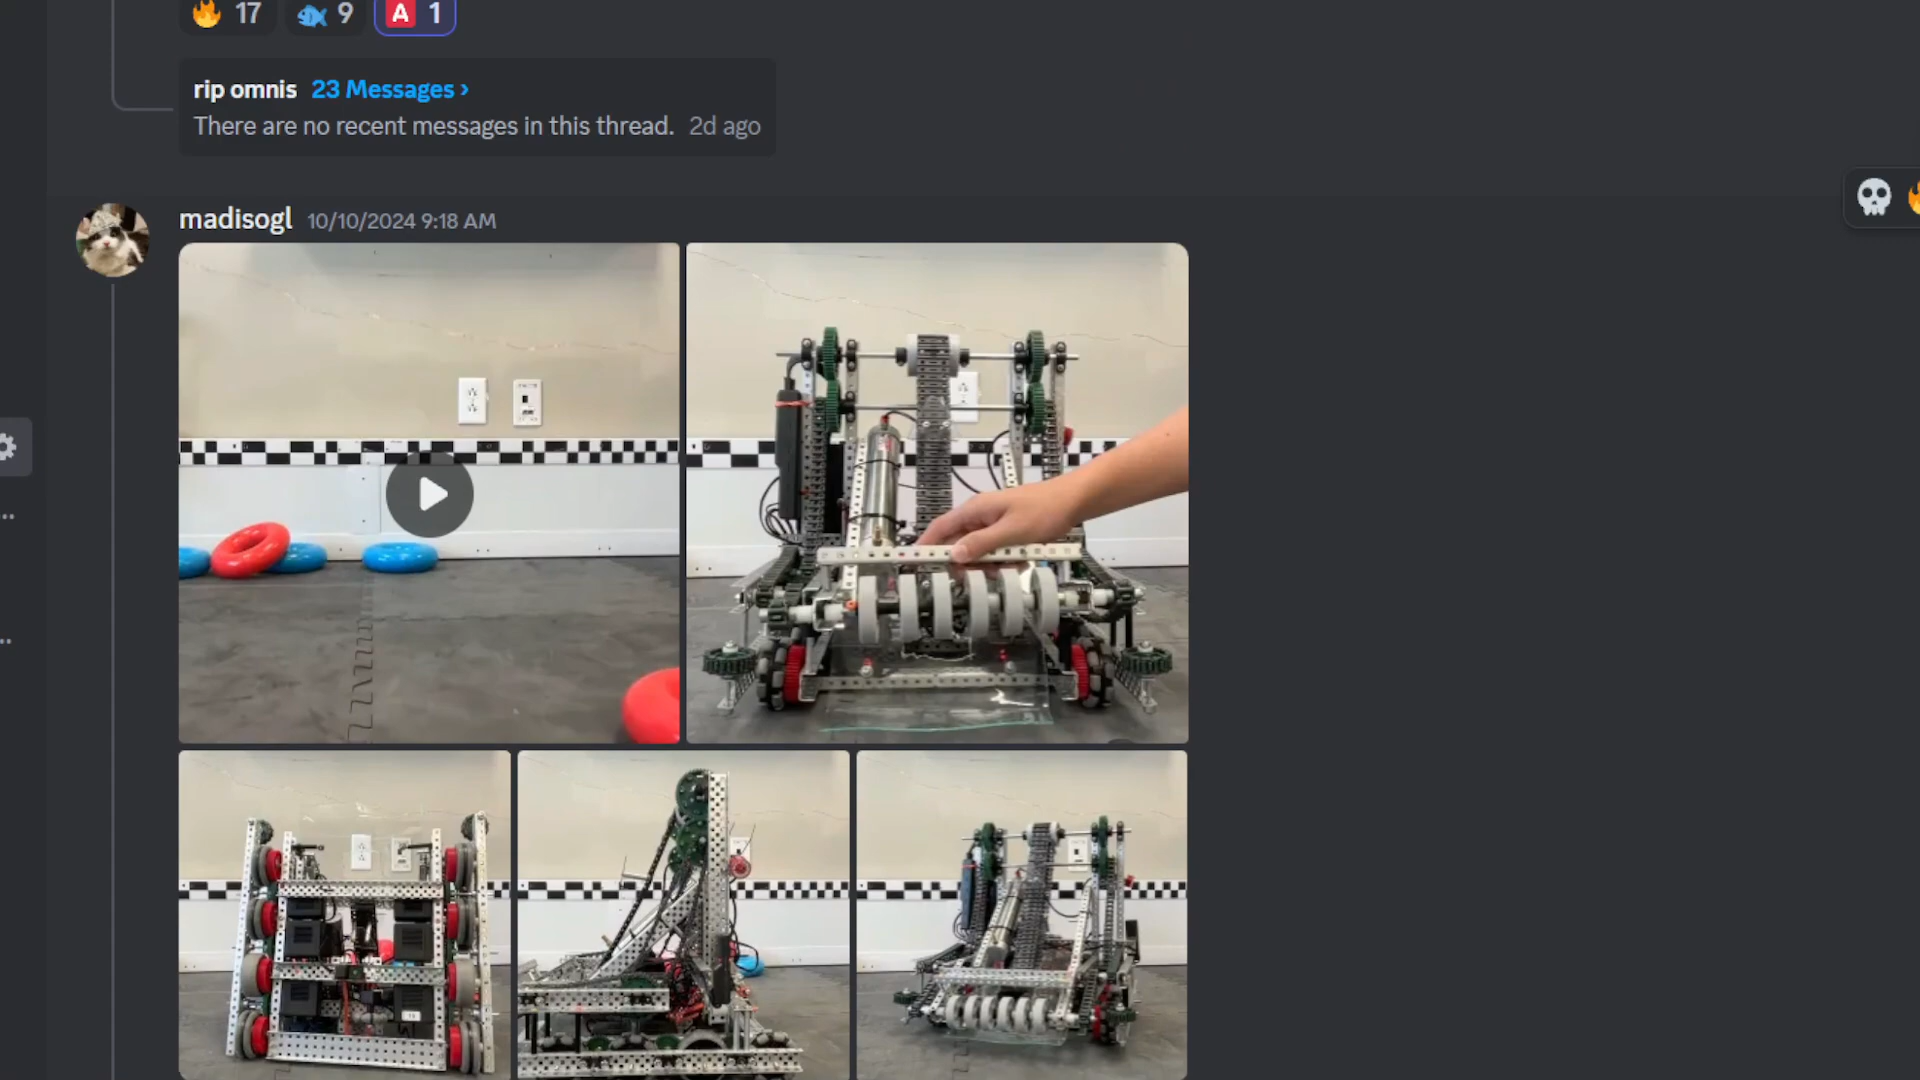 17 9 A 1
rip omnis 23 Messages ›
There are no recent messages in this thread. 2d ago
madisogl 10/10/2024 9:18 AM